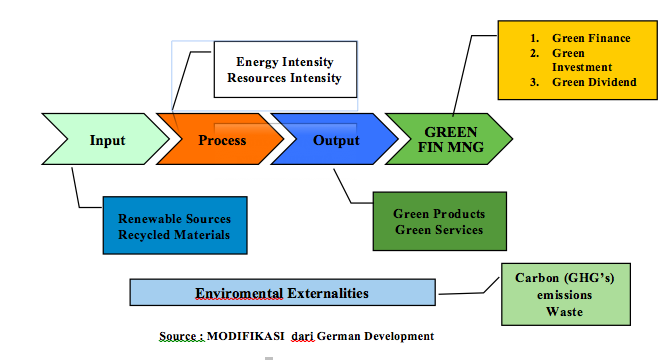 1. Green Finance
2. Green
Investment
3. Green Dividend
Energy Intensity
Resources Intensity
Input
Process
Output
GREEN
FIN MNG
Renewable Sources
Recycled Materials
Green Products
Green Services
Enviromental Externalities
Carbon (GHG's)
emissions
Waste
Source : MODIFIKASI dari German Development